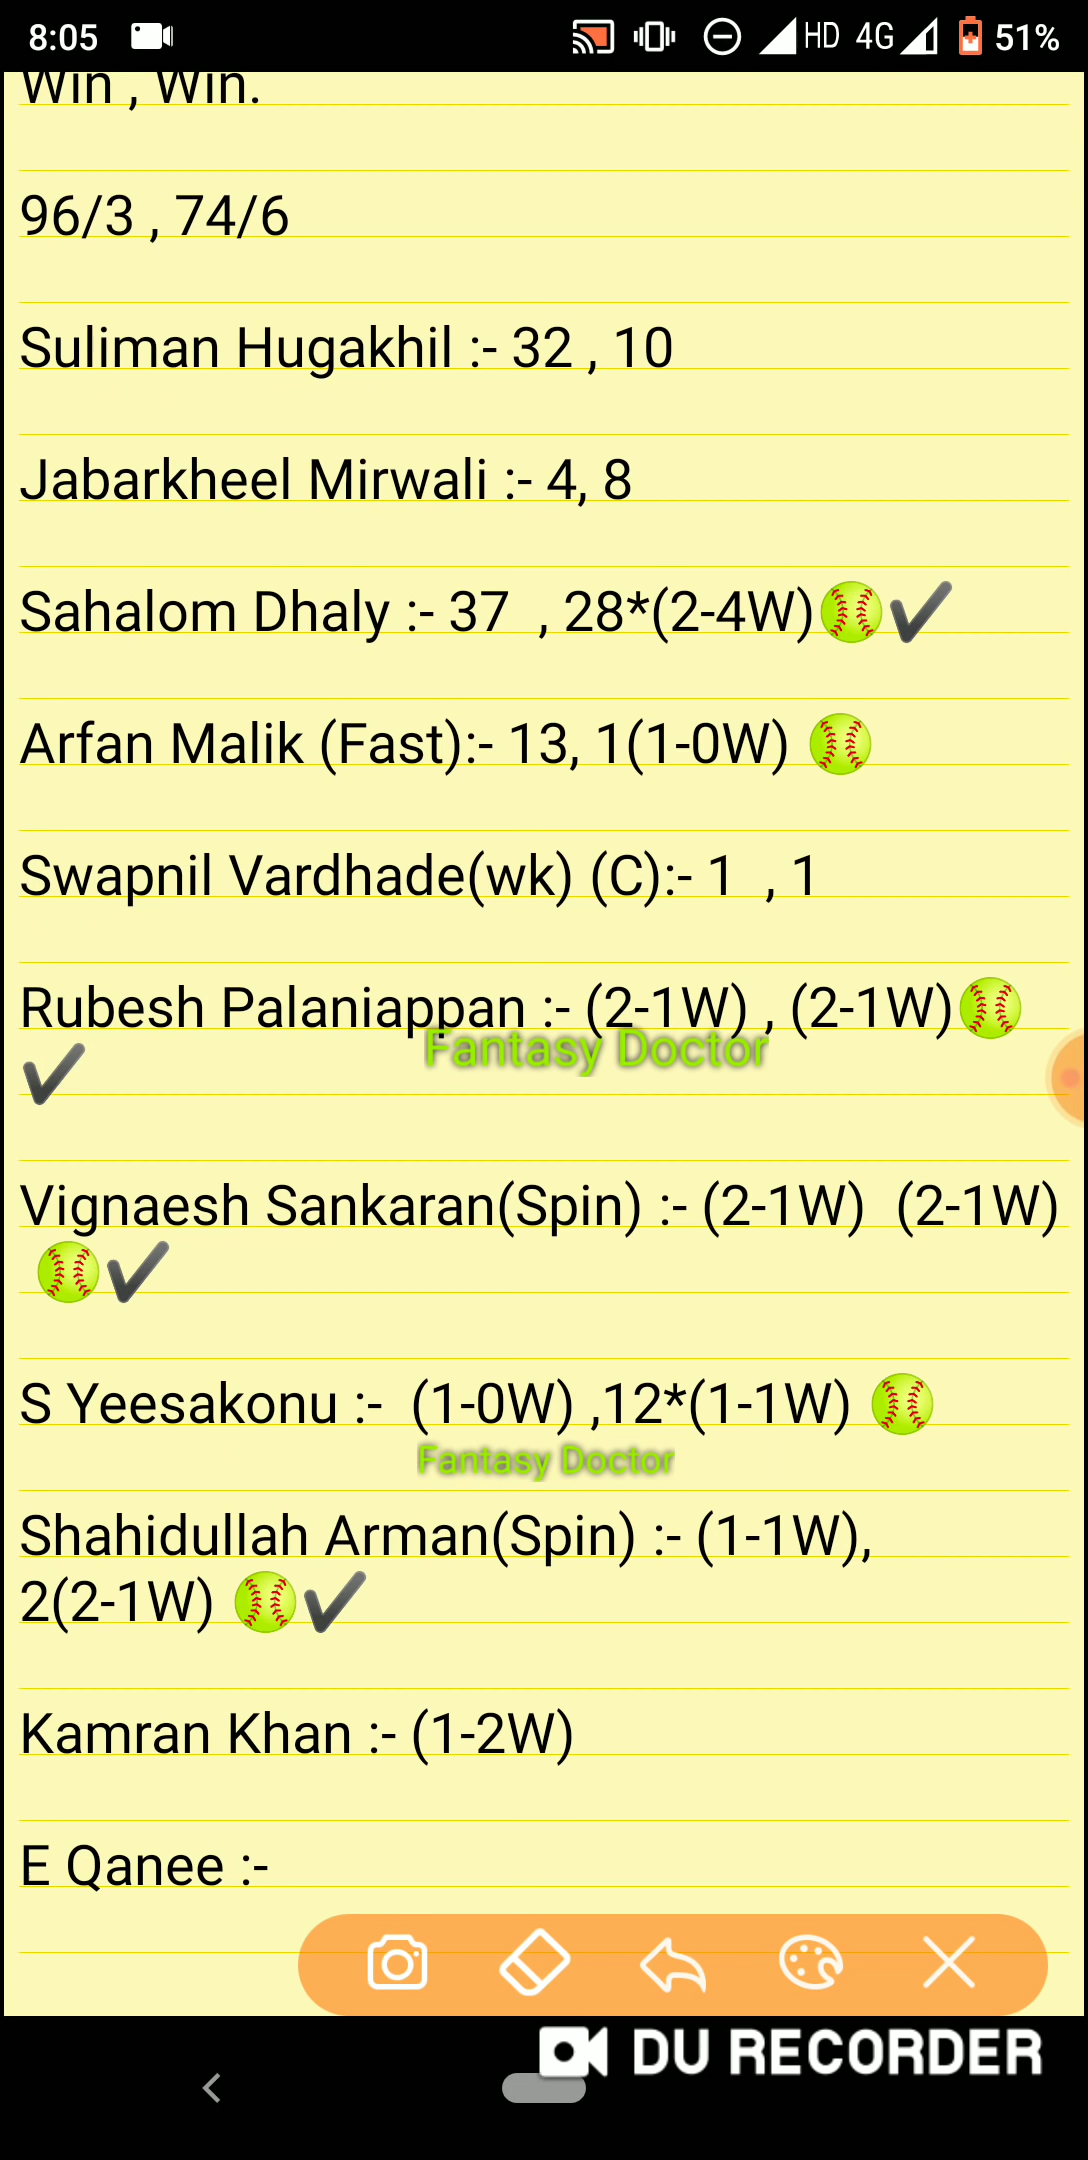 8:05 HD 4G 51%
Win , Win.
96/3 , 74/6
Suliman Hugakhil :- 32 , 10
Jabarkheel Mirwali :- 4, 8
Sahalom Dhaly :- 37 , 28*(2-4W)🥎✔
Arfan Malik (Fast):- 13, 1(1-0W) 🥎
Swapnil Vardhade(wk) (C):- 1 , 1
Rubesh Palaniappan :- (2-1W) , (2-1W)🥎
✔
Fantasy Doctor
Vignaesh Sankaran(Spin) :- (2-1W) (2-1W)
🥎✔
S Yeesakonu :- (1-0W) ,12*(1-1W) 🥎
Fantasy Doctor
Shahidullah Arman(Spin) :- (1-1W),
2(2-1W) 🥎✔
Kamran Khan :- (1-2W)
E Qanee :-
DU RECORDER